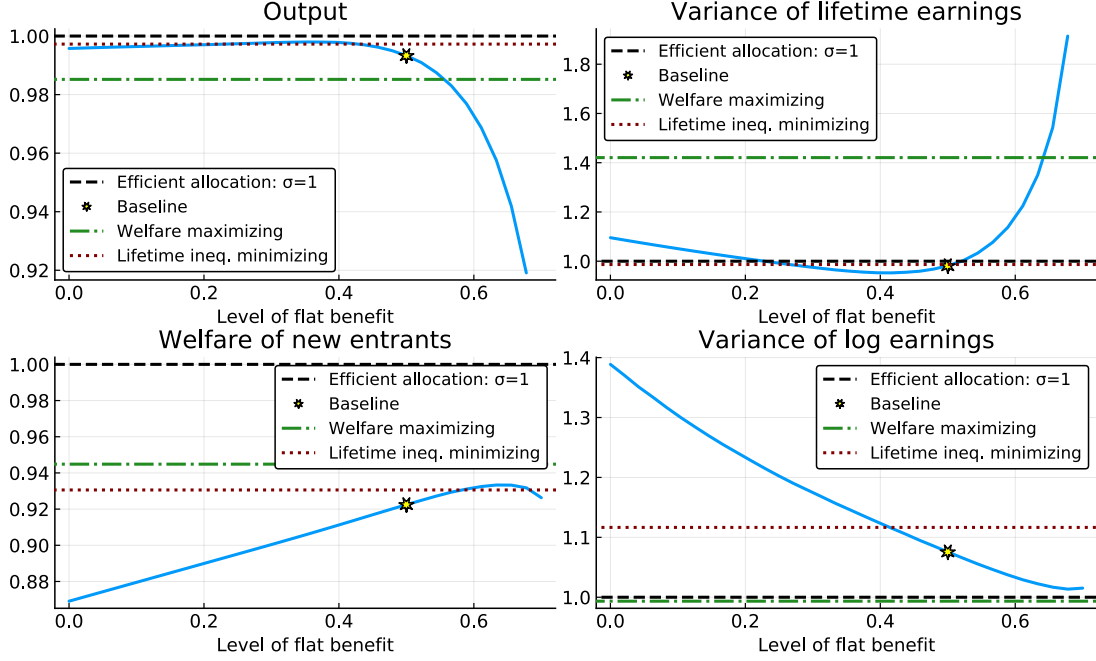 Output
1.00
0.98
0.96
0.94
0.92
Efficient allocation: σ=1
Baseline
Welfare maximizing
Lifetime ineq. minimizing
0.0
0.2
0.4
0.6
Level of flat benefit
Variance of lifetime earnings
1.8
1.6
1.4
1.2
1.0
Efficient allocation: σ=1
Baseline
Welfare maximizing
Lifetime ineq. minimizing
0.0
0.2
0.4
0.6
Level of flat benefit
Welfare of new entrants
1.00
0.98
0.96
0.94
0.92
0.90
0.88
Efficient allocation: σ=1
Baseline
Welfare maximizing
Lifetime ineq. minimizing
0.0
0.2
0.4
0.6
Level of flat benefit
Variance of log earnings
1.4
1.3
1.2
1.1
1.0
Efficient allocation: σ=1
Baseline
Welfare maximizing
Lifetime ineq. minimizing
0.0
0.2
0.4
0.6
Level of flat benefit